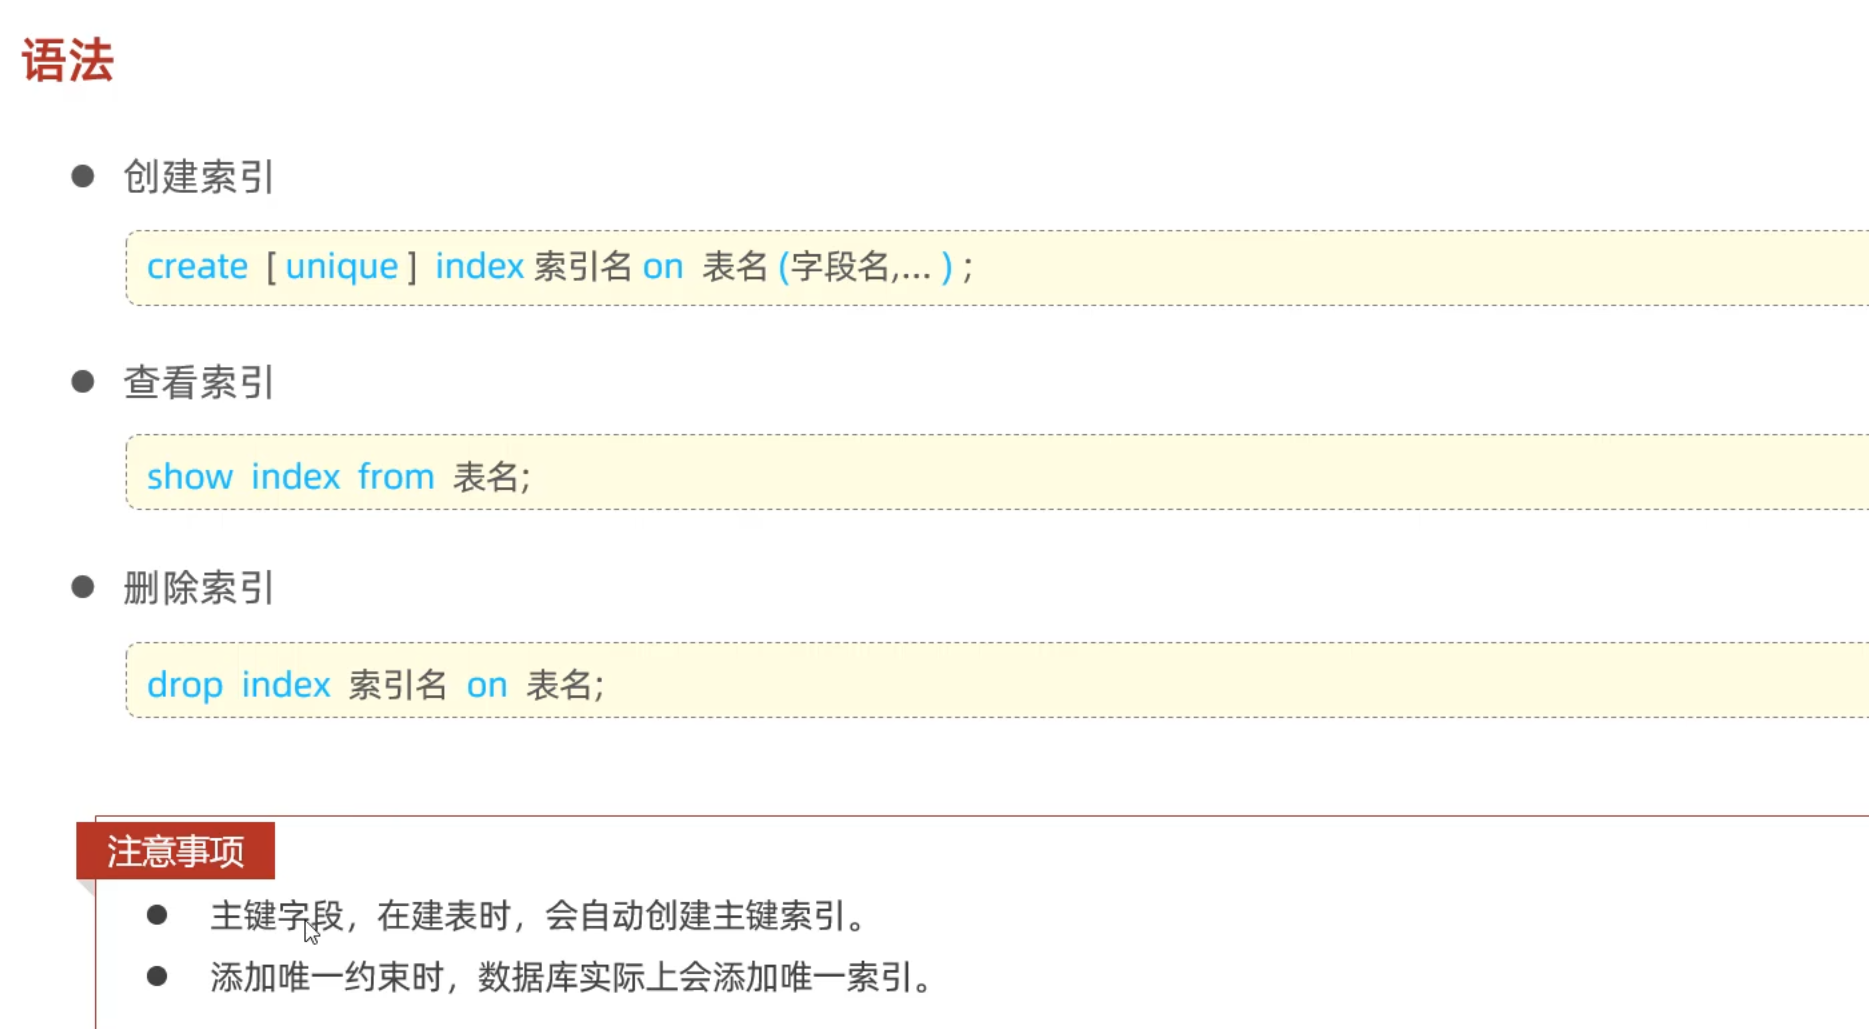 语法
创建索引
create [ unique ] index 索引名 on 表名 (字段名,... ) ;
查看索引
show index from 表名;
删除索引
drop index 索引名 on 表名;
注意事项
主键字段，在建表时，会自动创建主键索引。
添加唯一约束时，数据库实际上会添加唯一索引。